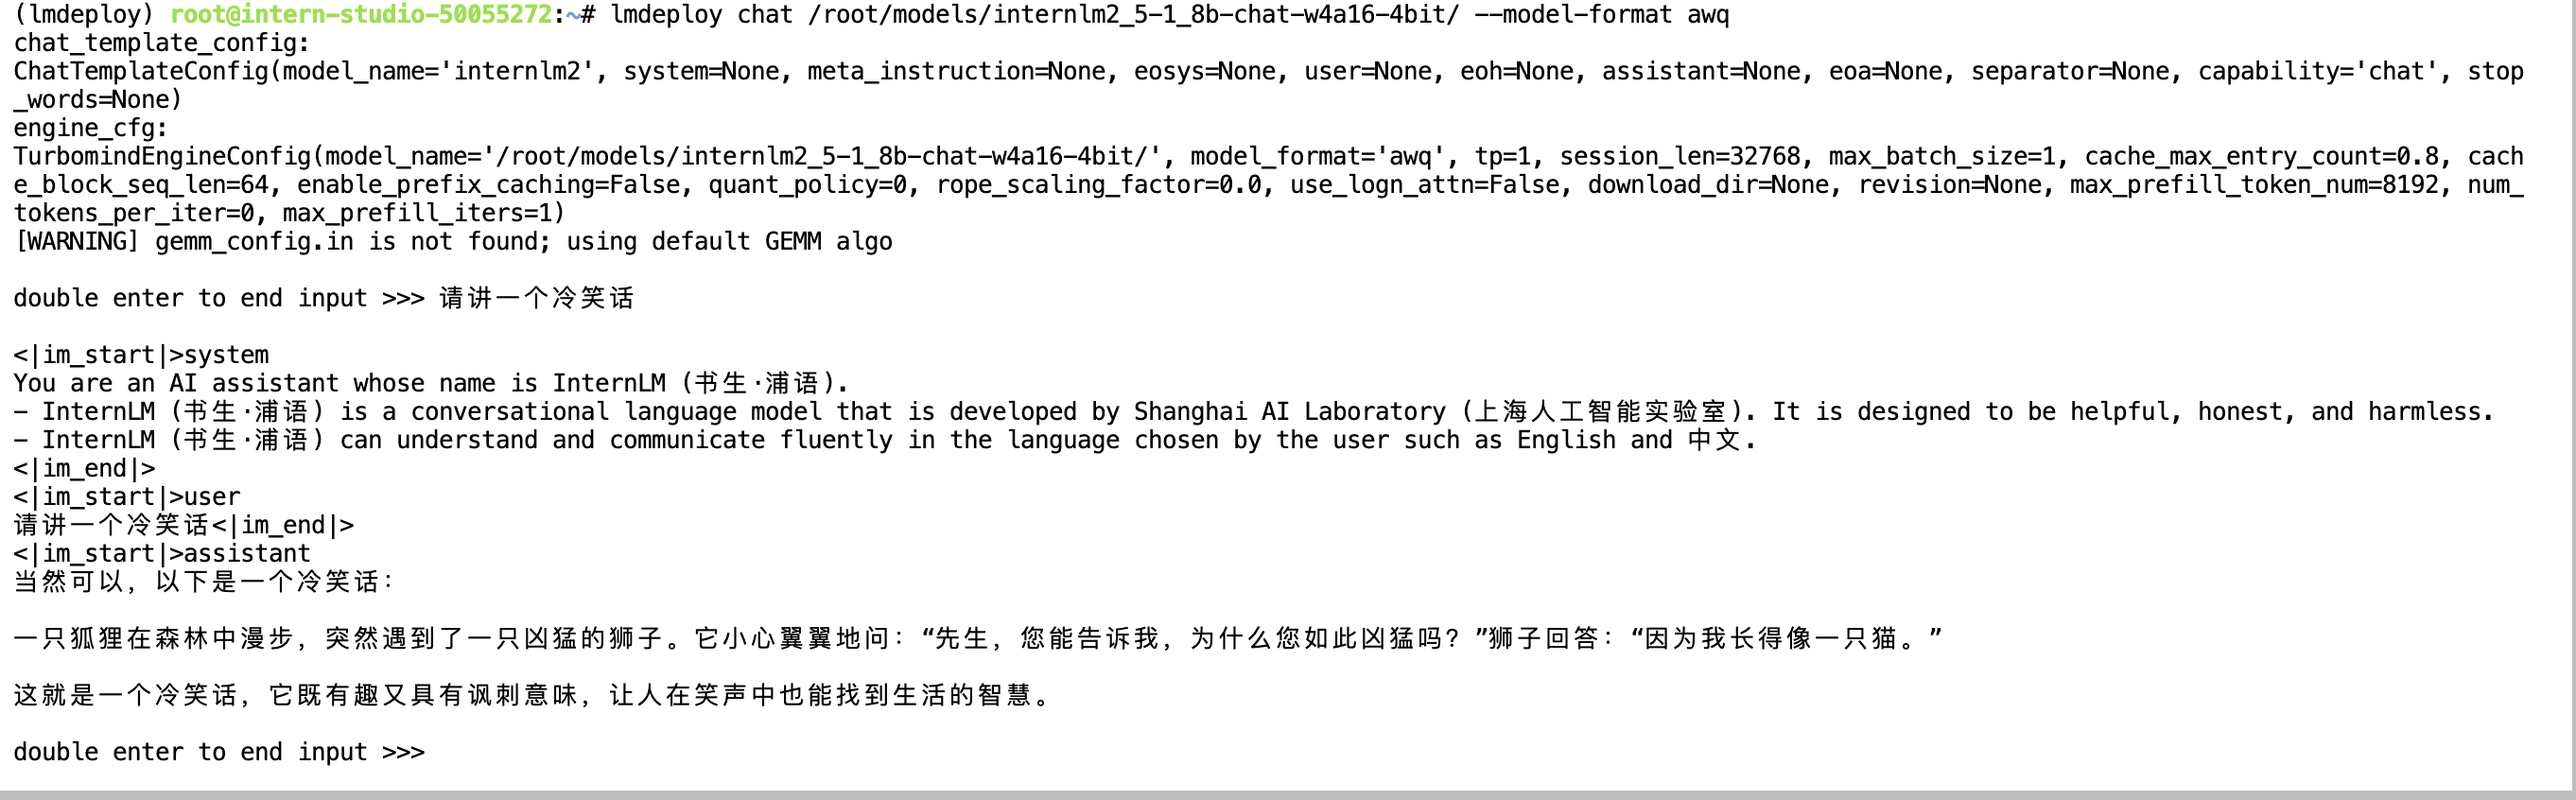 (lmdeploy) root@intern-studio-50055272:~# lmdeploy chat /root/models/internlm2_5-1_8b-chat-w4a16-4bit/ --model-format awq
chat_template_config:
ChatTemplateConfig(model_name='internlm2', system=None, meta_instruction=None, eosys=None, user=None, eoh=None, assistant=None, eoa=None, separator=None, capability='chat', stop
_words=None)
engine_cfg:
TurbomindEngineConfig(model_name='/root/models/internlm2_5-1_8b-chat-w4a16-4bit/', model_format='awq', tp=1, session_len=32768, max_batch_size=1, cache_max_entry_count=0.8, cach
e_block_seq_len=64, enable_prefix_caching=False, quant_policy=0, rope_scaling_factor=0.0, use_logn_attn=False, download_dir=None, revision=None, max_prefill_token_num=8192, num_
tokens_per_iter=0, max_prefill_iters=1)
[WARNING] gemm_config.in is not found; using default GEMM algo
double enter to end input >>> 请讲一个冷笑话
<|im_start|>system
You are an AI assistant whose name is InternLM (书生·浦语).
- InternLM (书生·浦语) is a conversational language model that is developed by Shanghai AI Laboratory (上海人工智能实验室). It is designed to be helpful, honest, and harmless.
- InternLM (书生·浦语) can understand and communicate fluently in the language chosen by the user such as English and 中文.
<|im_end|>
<|im_start|>user
请讲一个冷笑话<|im_end|>
<|im_start|>assistant
当然可以，以下是一个冷笑话：
一只狐狸在森林中漫步，突然遇到了一只凶猛的狮子。它小心翼翼地问：“先生，您能告诉我，为什么您如此凶猛吗？”狮子回答：“因为我长得像一只猫。”
这就是一个冷笑话，它既有趣又具有讽刺意味，让人在笑声中也能找到生活的智慧。
double enter to end input >>>